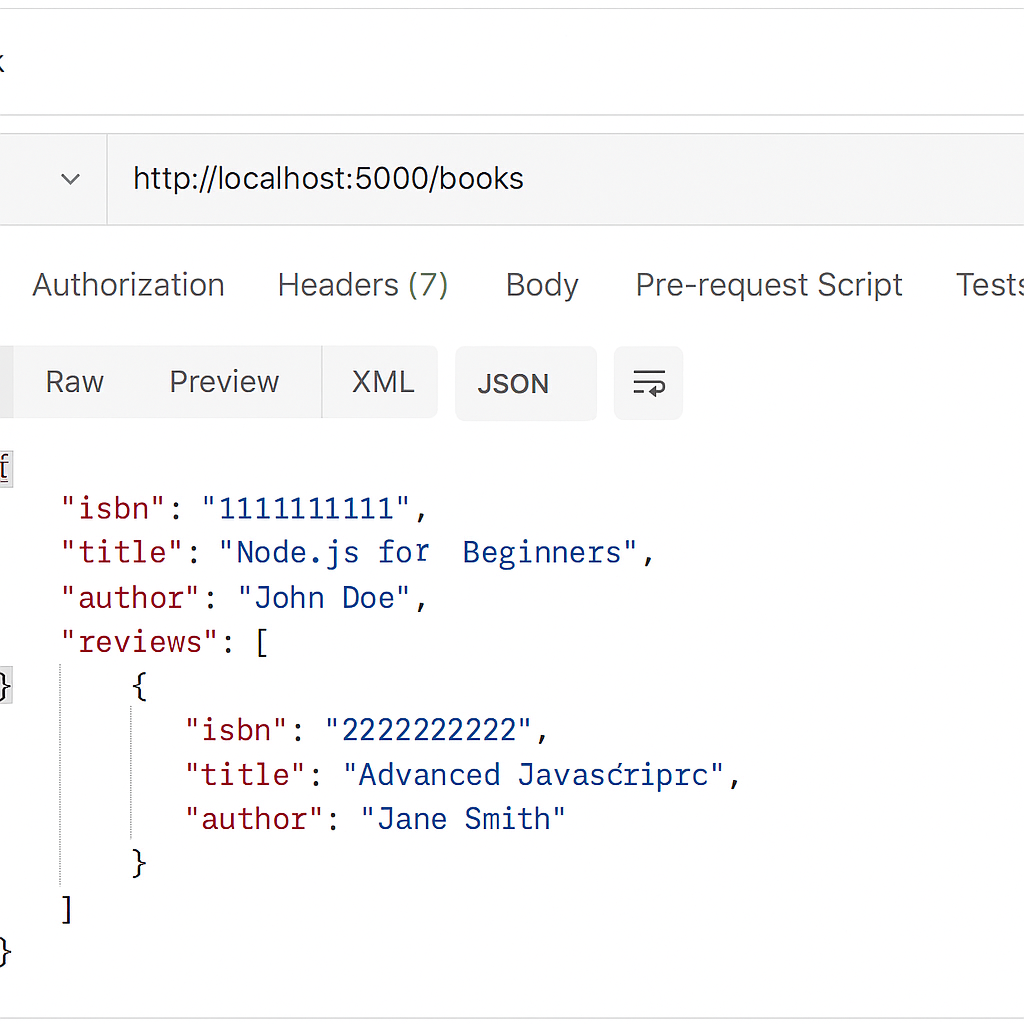 http://localhost:5000/books
Authorization Headers (7) Body Pre-request Script Tests
Raw Preview XML JSON
{
"isbn": "1111111111",
"title": "Node.js for  Beginners",
"author": "John Doe",
"reviews": [
} {
"isbn": "2222222222",
"title": "Advanced Javasćriprc",
"author": "Jane Smith"
}
]
}